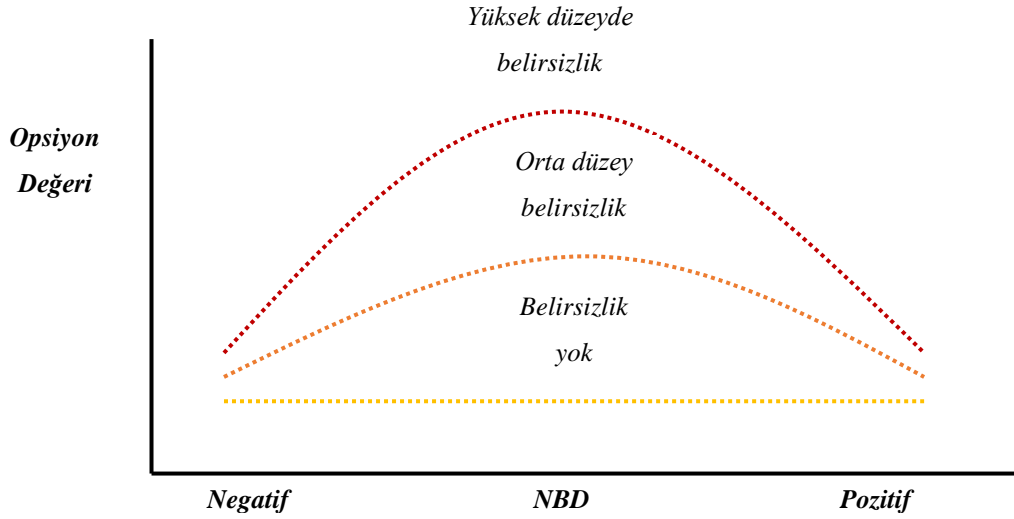 Yüksek düzeyde
belirsizlik
Opsiyon
Değeri
Orta düzey
belirsizlik
Belirsizlik
yok
Negatif
NBD
Pozitif